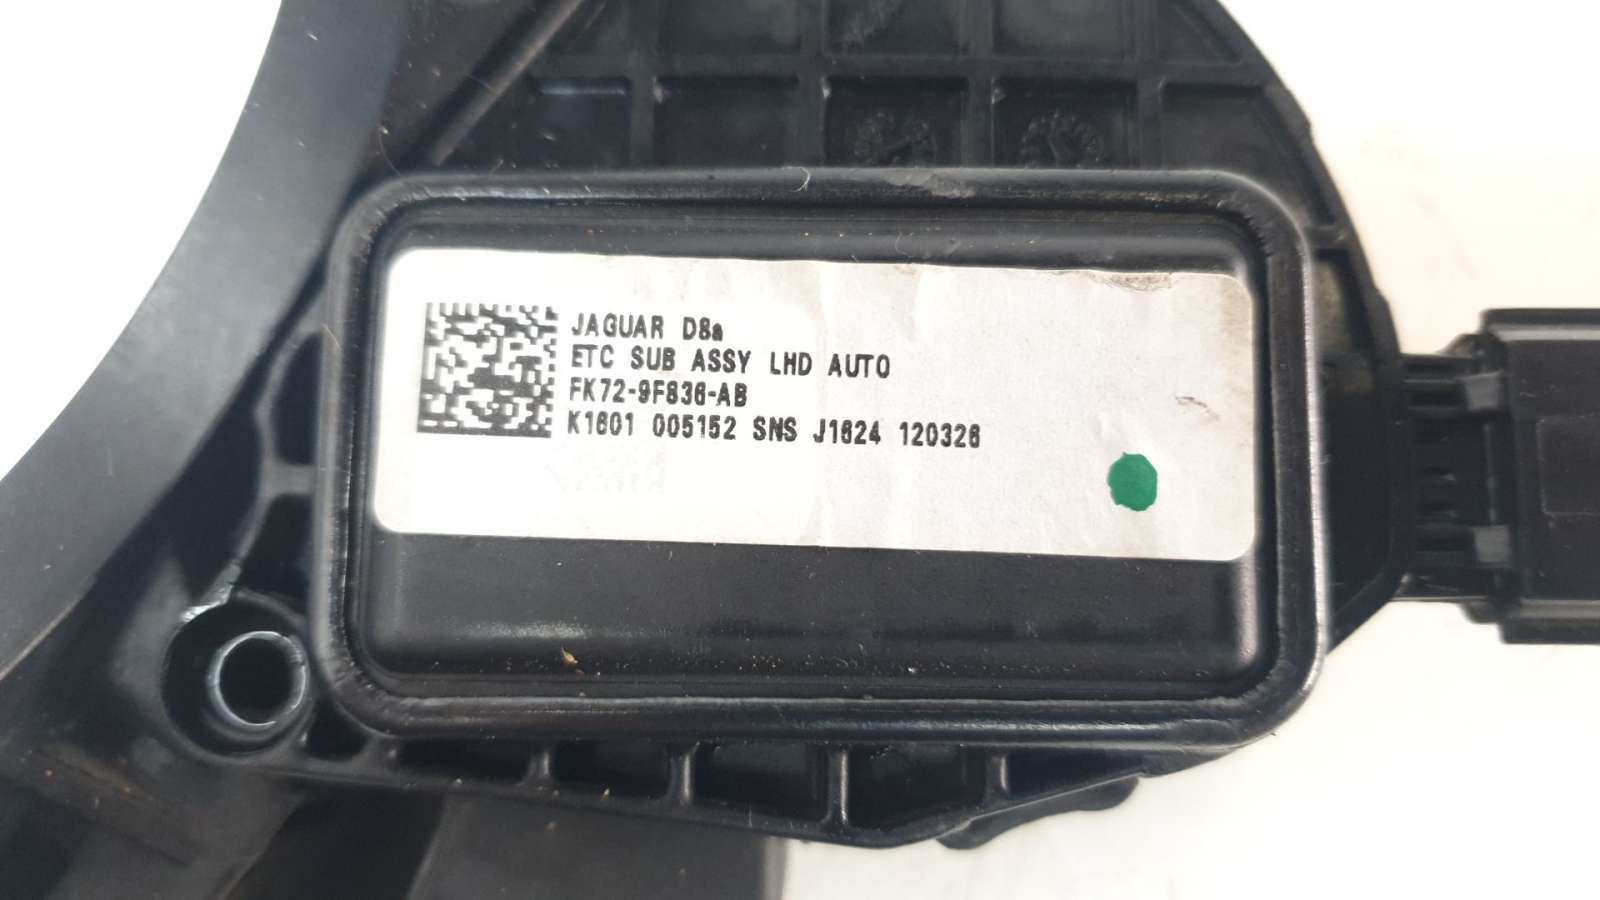 JAGUAR D8a
ETC SUB ASSY LHD AUTO
FK72-9F836-AB
K1601 005152 SNS J1624 120326